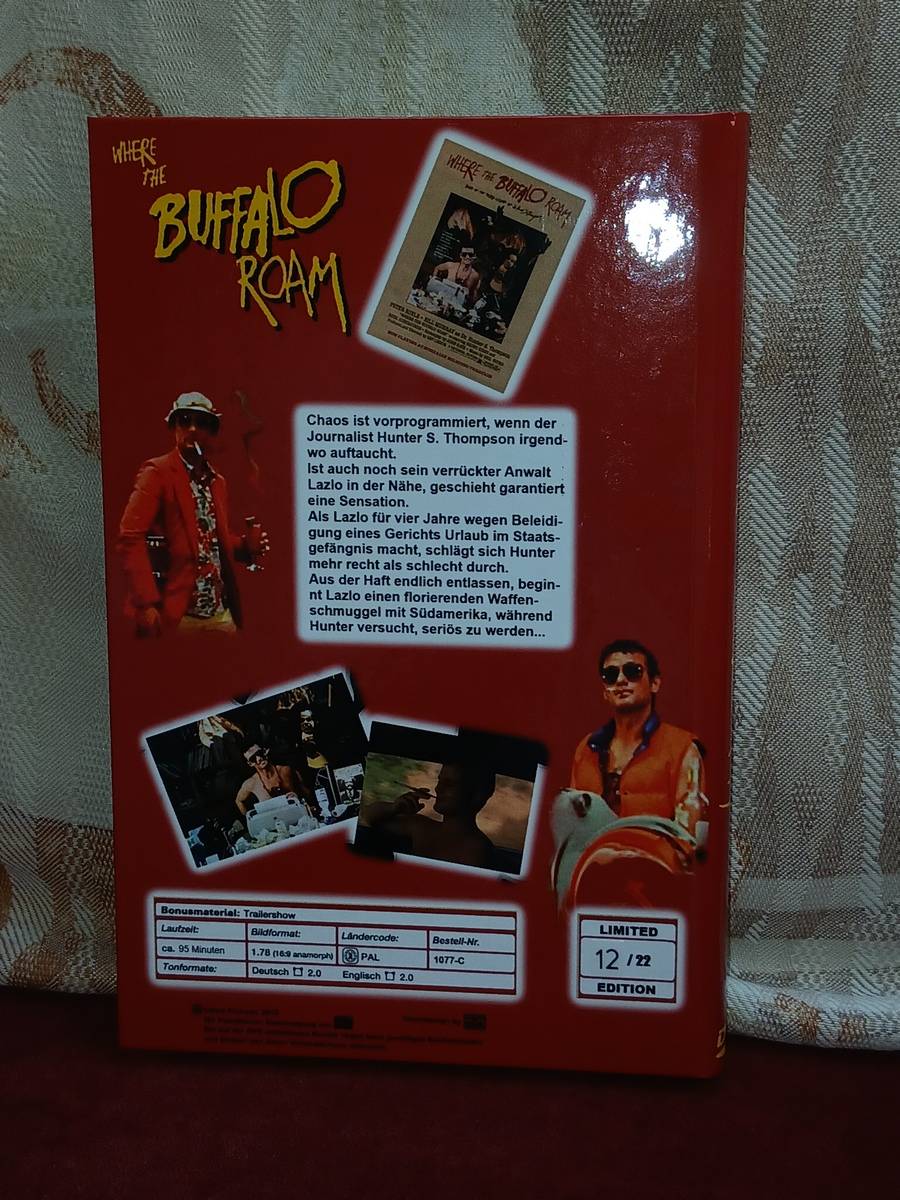 WHERE
THE
BUFFALO
ROAM
WHERE THE BUFFALO ROAM
Chaos ist vorprogrammiert, wenn der
Journalist Hunter S. Thompson irgend-
wo auftaucht.
Ist auch noch sein verrückter Anwalt
Lazlo in der Nähe, geschieht garantiert
eine Sensation.
Als Lazlo für vier Jahre wegen Beleidi-
gung eines Gerichts Urlaub im Staats-
gefängnis macht, schlägt sich Hunter
mehr recht als schlecht durch.
Aus der Haft endlich entlassen, begin-
nt Lazlo einen florierenden Waffen-
schmuggel mit Südamerika, während
Hunter versucht, seriös zu werden...
Bonusmaterial: Trailershow
Laufzeit: Bildformat: Ländercode: Bestell-Nr.
ca. 95 Minuten 1.78 (16:9 anamorph) PAL 1077-C
Tonformate: Deutsch 2.0 Englisch 2.0
LIMITED
12 / 22
EDITION